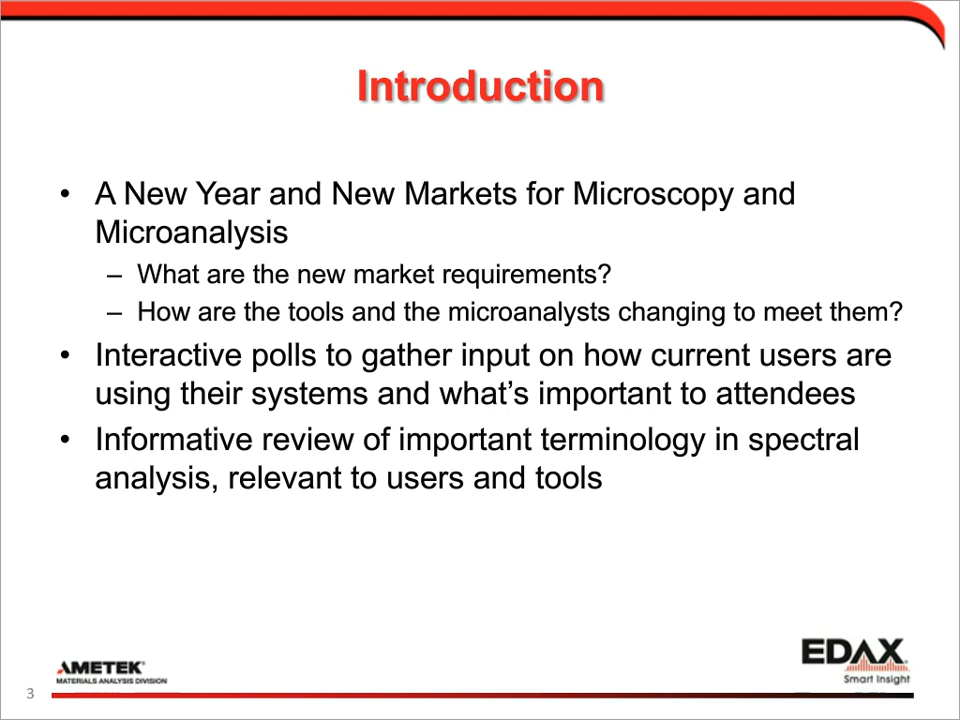 Introduction
• A New Year and New Markets for Microscopy and
Microanalysis
– What are the new market requirements?
– How are the tools and the microanalysts changing to meet them?
• Interactive polls to gather input on how current users are
using their systems and what’s important to attendees
• Informative review of important terminology in spectral
analysis, relevant to users and tools
AMETEK®
MATERIALS ANALYSIS DIVISION
EDAX
Smart Insight
3